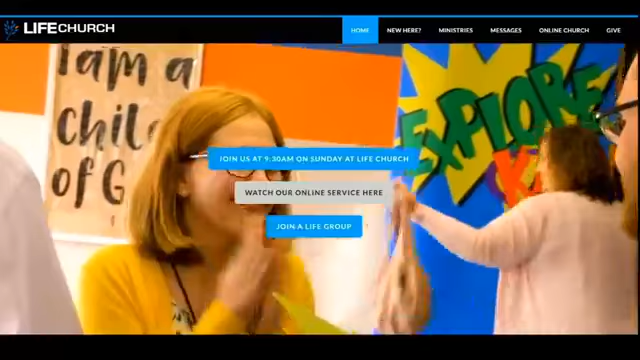 LIFECHURCH
HOME
NEW HERE?
MINISTRIES
MESSAGES
ONLINE CHURCH
GIVE
I am a
chil
of G
EXPLORE
K
JOIN US AT 9:30AM ON SUNDAY AT LIFE CHURCH
WATCH OUR ONLINE SERVICE HERE
JOIN A LIFE GROUP